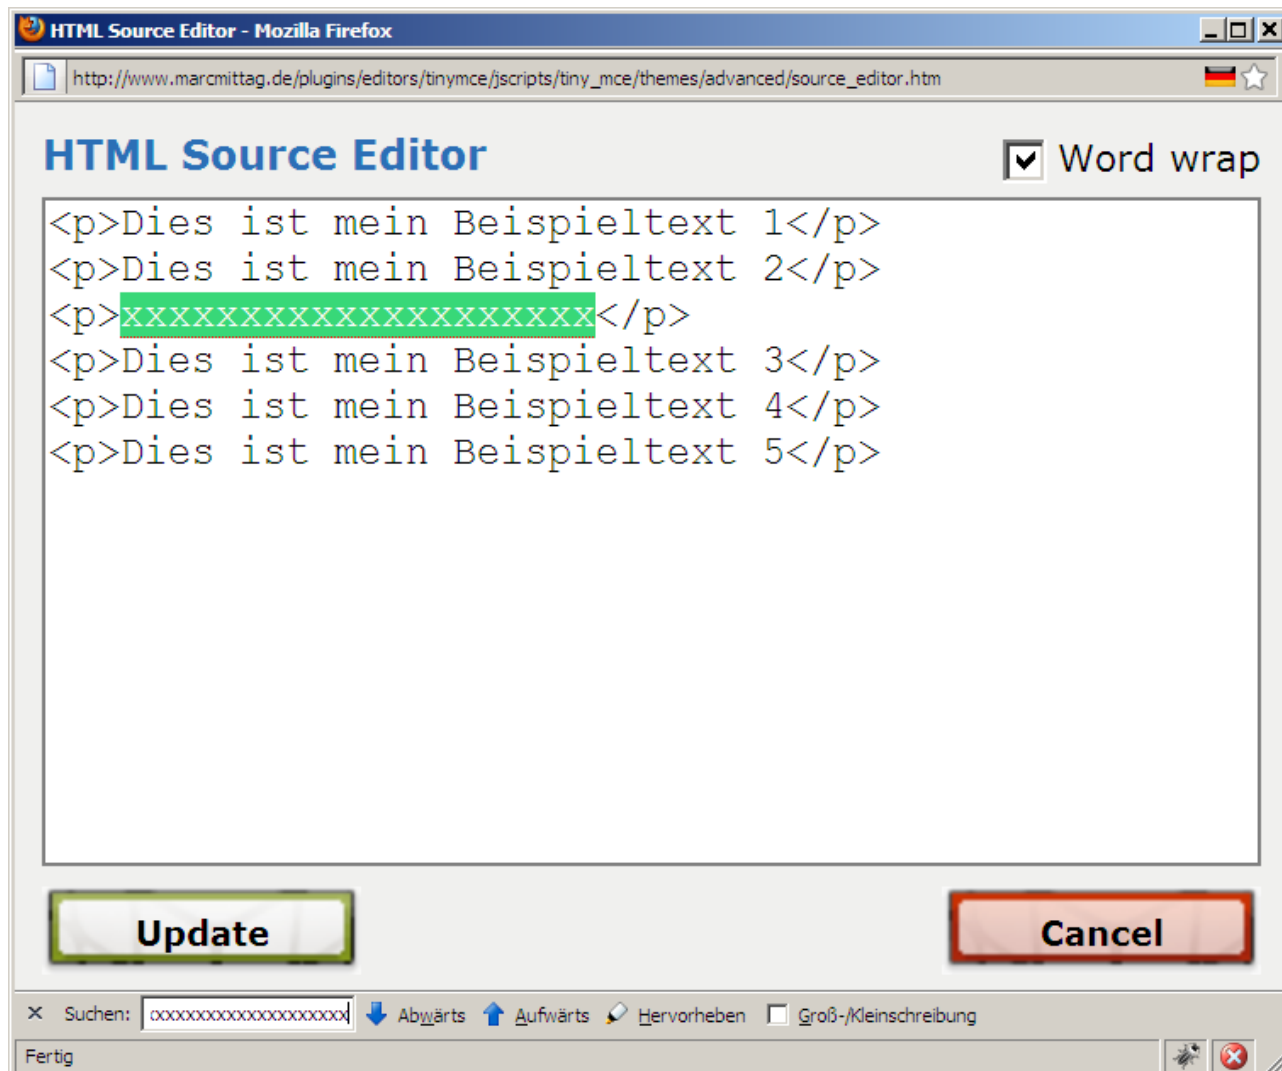 HTML Source Editor - Mozilla Firefox
http://www.marcmittag.de/plugins/editors/tinymce/jscripts/tiny_mce/themes/advanced/source_editor.htm
HTML Source Editor
Word wrap
<p>Dies ist mein Beispieltext 1</p>
<p>Dies ist mein Beispieltext 2</p>
<p>xxxxxxxxxxxxxxxxxxxx</p>
<p>Dies ist mein Beispieltext 3</p>
<p>Dies ist mein Beispieltext 4</p>
<p>Dies ist mein Beispieltext 5</p>
Update
Cancel
Suchen: xxxxxxxxxxxxxxxxxxxx Abwärts Aufwärts Hervorheben Groß-/Kleinschreibung
Fertig